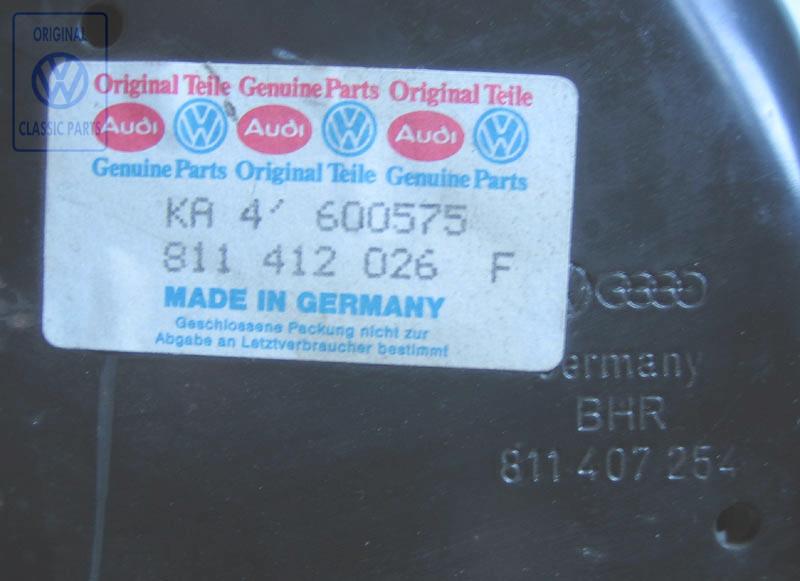 ORIGINAL
CLASSIC PARTS
Original Teile Genuine Parts Original Teile
Audi Audi Audi
Genuine Parts Original Teile Genuine Parts
KA 4' 600575
811 412 026 F
MADE IN GERMANY
Geschlossene Packung nicht zur
Abgabe an Letztverbraucher bestimmt
Germany
BHR
811 407 254